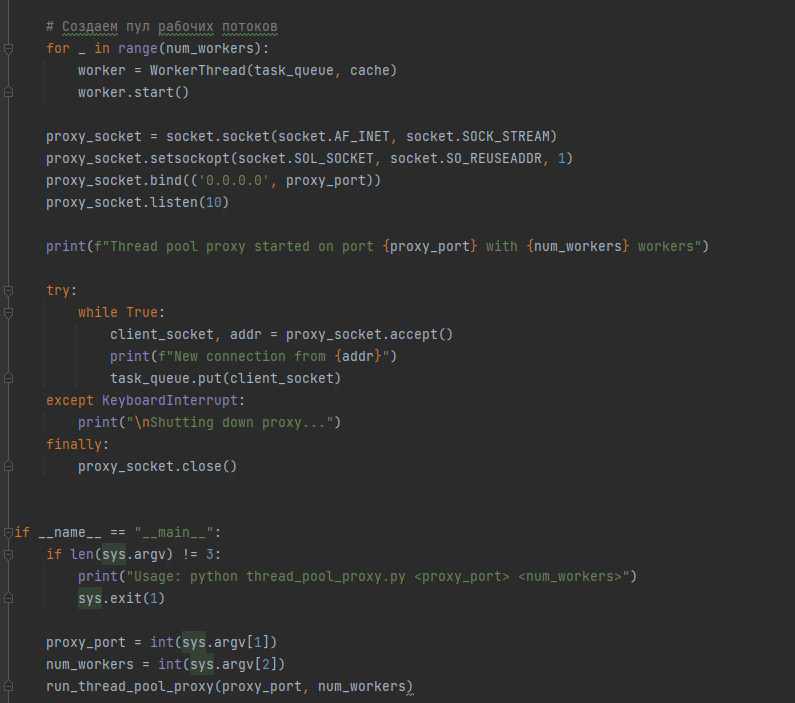 # Создаем пул рабочих потоков
for _ in range(num_workers):
worker = WorkerThread(task_queue, cache)
worker.start()
proxy_socket = socket.socket(socket.AF_INET, socket.SOCK_STREAM)
proxy_socket.setsockopt(socket.SOL_SOCKET, socket.SO_REUSEADDR, 1)
proxy_socket.bind(('0.0.0.0', proxy_port))
proxy_socket.listen(10)
print(f"Thread pool proxy started on port {proxy_port} with {num_workers} workers")
try:
while True:
client_socket, addr = proxy_socket.accept()
print(f"New connection from {addr}")
task_queue.put(client_socket)
except KeyboardInterrupt:
print("\nShutting down proxy...")
finally:
proxy_socket.close()
if __name__ == "__main__":
if len(sys.argv) != 3:
print("Usage: python thread_pool_proxy.py <proxy_port> <num_workers>")
sys.exit(1)
proxy_port = int(sys.argv[1])
num_workers = int(sys.argv[2])
run_thread_pool_proxy(proxy_port, num_workers)